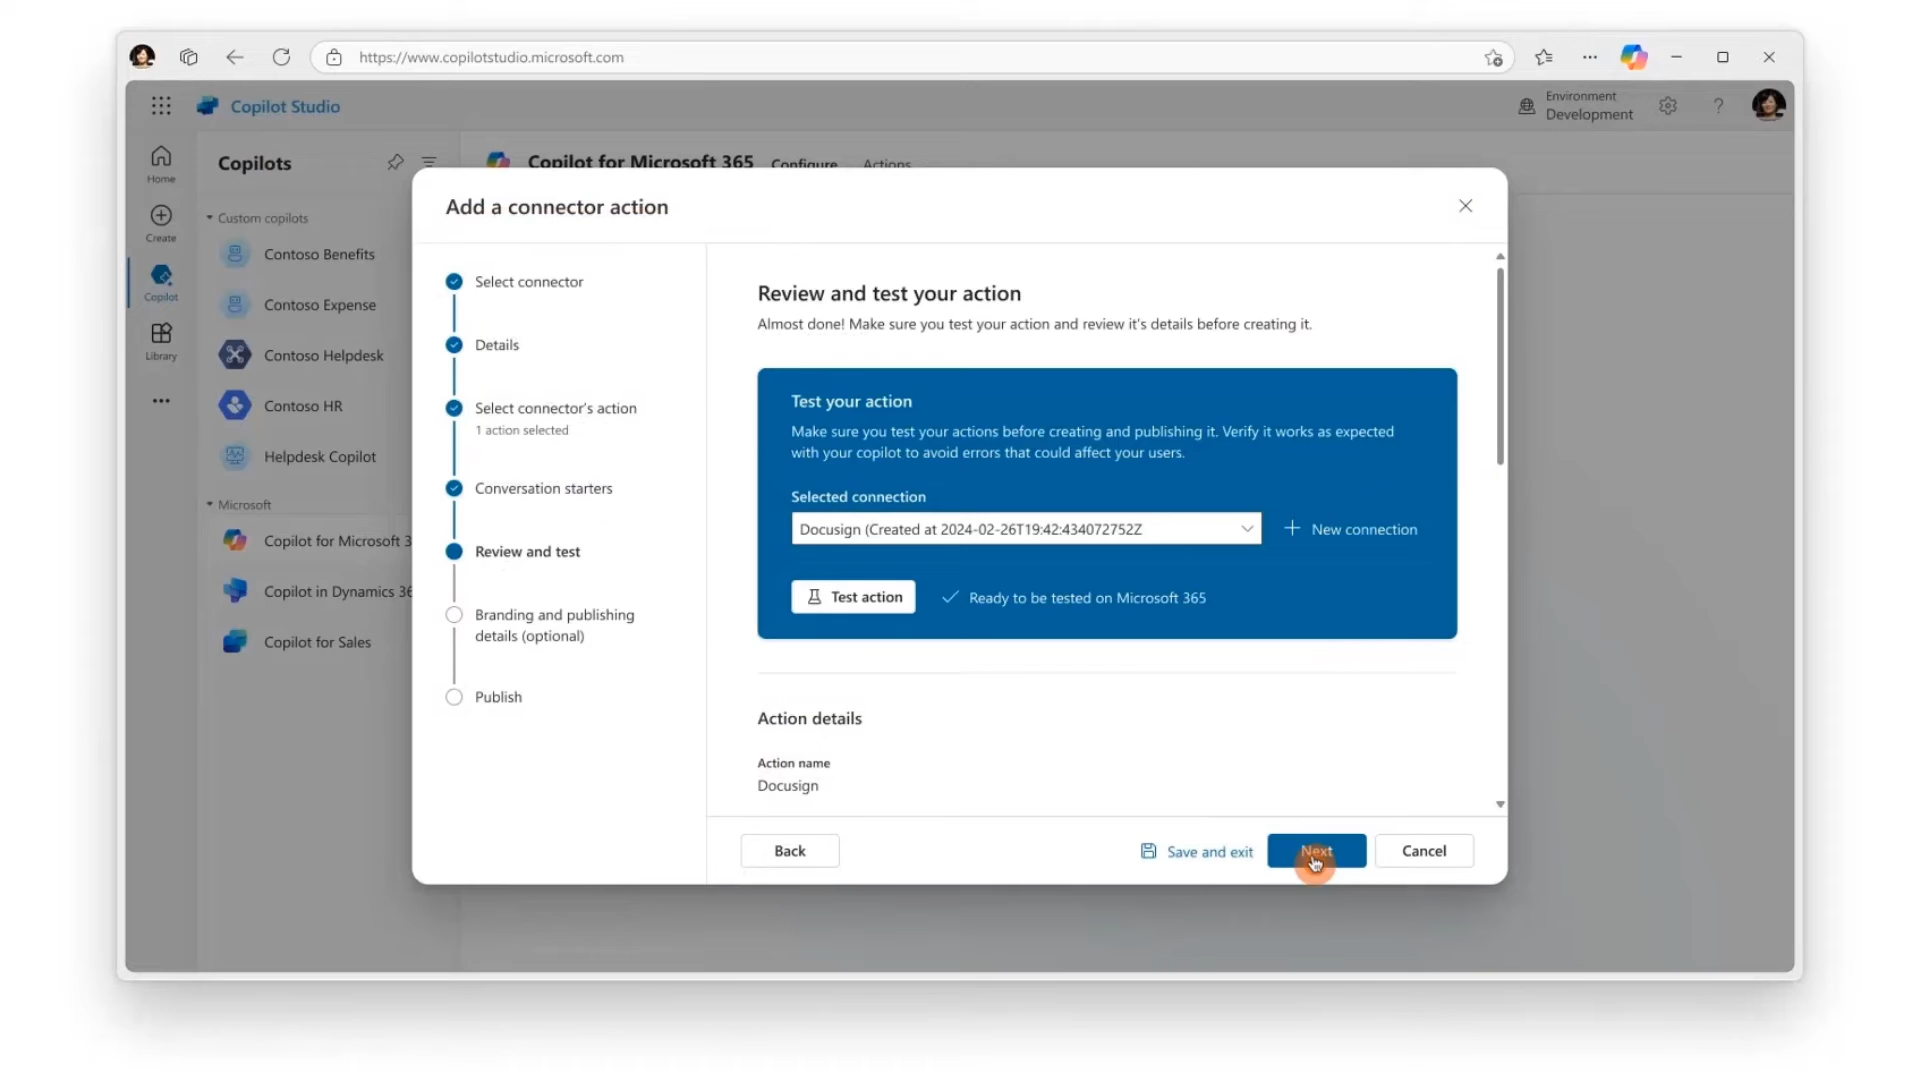 https://www.copilotstudio.microsoft.com
Copilot Studio
Environment
Development
?
Home
Create
Copilot
Library
Copilots
Custom copilots
Contoso Benefits
Contoso Expense
Contoso Helpdesk
Contoso HR
Helpdesk Copilot
Microsoft
Copilot for Microsoft 3
Copilot in Dynamics 36
Copilot for Sales
Copilot for Microsoft 365 Configure Actions
Add a connector action
Select connector
Details
Select connector's action
1 action selected
Conversation starters
Review and test
Branding and publishing
details (optional)
Publish
Review and test your action
Almost done! Make sure you test your action and review it's details before creating it.
Test your action
Make sure you test your actions before creating and publishing it. Verify it works as expected
with your copilot to avoid errors that could affect your users.
Selected connection
Docusign (Created at 2024-02-26T19:42:434072752Z
New connection
Test action
Ready to be tested on Microsoft 365
Action details
Action name
Docusign
Back
Save and exit
Next
Cancel